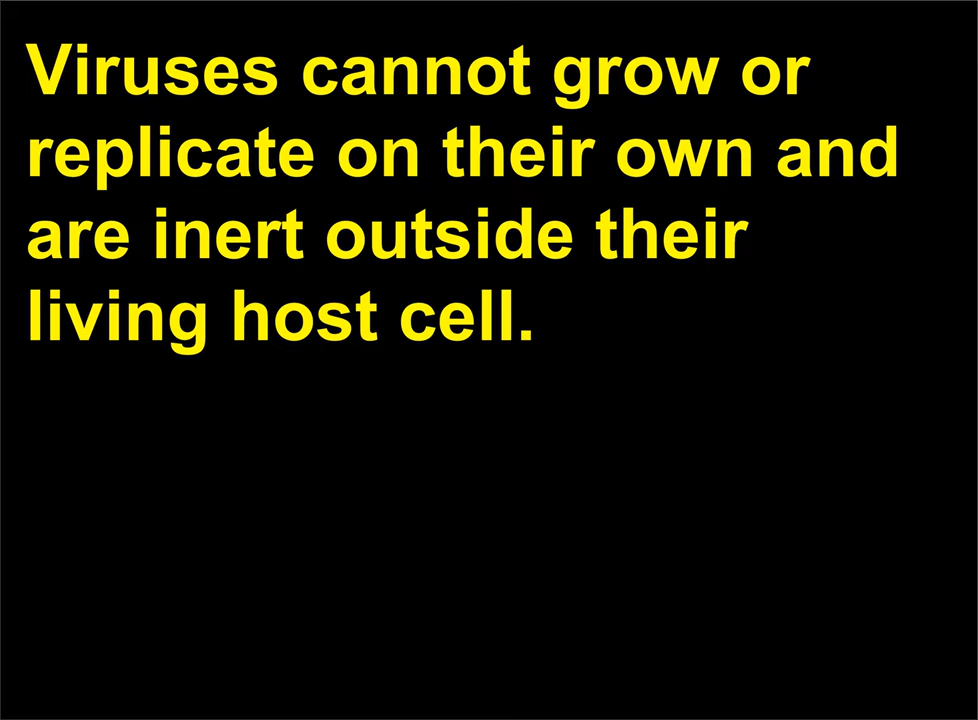 Viruses cannot grow or
replicate on their own and
are inert outside their
living host cell.